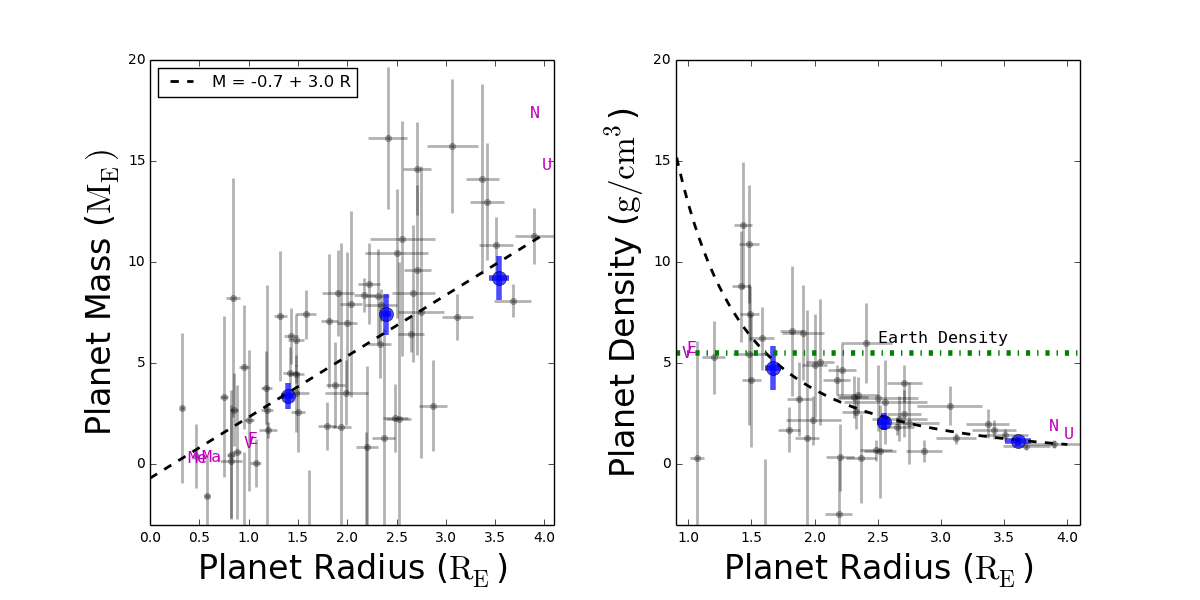 M = -0.7 + 3.0 R
N
U
V
E
Me
Ma
20
15
10
5
0
0.0 0.5 1.0 1.5 2.0 2.5 3.0 3.5 4.0
Planet Radius (R_E)
Planet Mass (M_E)
Earth Density
V
E
N
U
20
15
10
5
0
1.0 1.5 2.0 2.5 3.0 3.5 4.0
Planet Radius (R_E)
Planet Density (g/cm³)